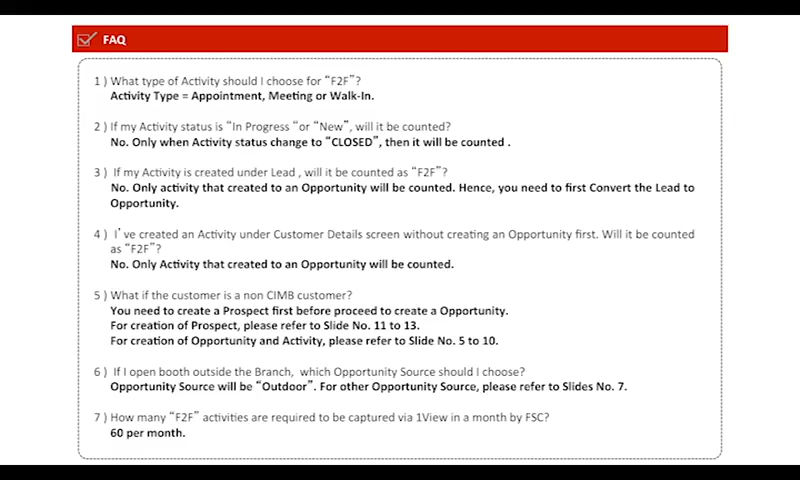 FAQ
1 ) What type of Activity should I choose for “F2F”?
Activity Type = Appointment, Meeting or Walk-In.
2 ) If my Activity status is “In Progress “or “New”, will it be counted?
No. Only when Activity status change to “CLOSED”, then it will be counted .
3 ) If my Activity is created under Lead , will it be counted as “F2F”?
No. Only activity that created to an Opportunity will be counted. Hence, you need to first Convert the Lead to
Opportunity.
4 ) I’ve created an Activity under Customer Details screen without creating an Opportunity first. Will it be counted
as “F2F”?
No. Only Activity that created to an Opportunity will be counted.
5 ) What if the customer is a non CIMB customer?
You need to create a Prospect first before proceed to create a Opportunity.
For creation of Prospect, please refer to Slide No. 11 to 13.
For creation of Opportunity and Activity, please refer to Slide No. 5 to 10.
6 ) If I open booth outside the Branch, which Opportunity Source should I choose?
Opportunity Source will be “Outdoor”. For other Opportunity Source, please refer to Slides No. 7.
7 ) How many “F2F” activities are required to be captured via 1View in a month by FSC?
60 per month.